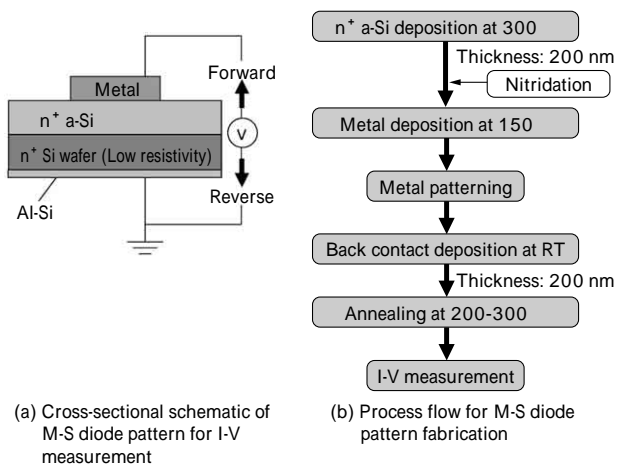 Metal
n+ a-Si
n+ Si wafer (Low resistivity)
Al-Si
Forward
V
Reverse
(a) Cross-sectional schematic of
M-S diode pattern for I-V
measurement
n+ a-Si deposition at 300
Thickness: 200 nm
Nitridation
Metal deposition at 150
Metal patterning
Back contact deposition at RT
Thickness: 200 nm
Annealing at 200-300
I-V measurement
(b) Process flow for M-S diode
pattern fabrication